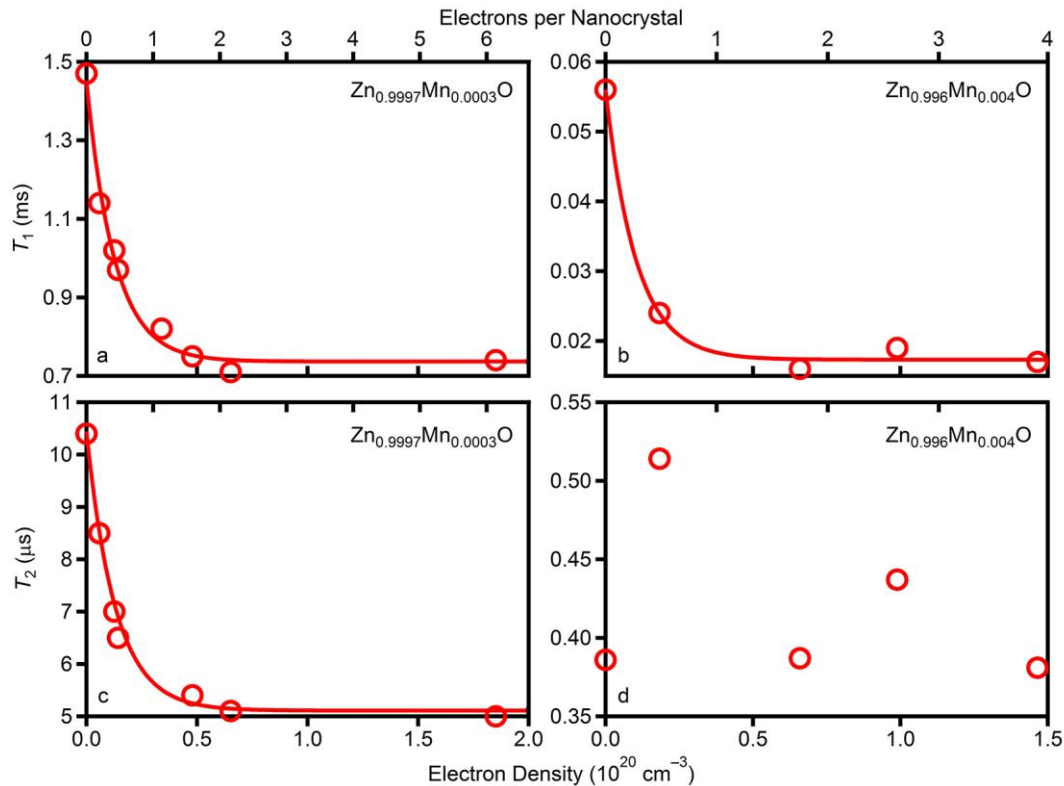 Electrons per Nanocrystal
0 1 2 3 4 5 6
0 1 2 3 4
1.5
1.3
1.1
0.9
0.7
T₁ (ms)
Zn₀.₉₉₉₇Mn₀.₀₀₀₃O
a
0.06
0.05
0.04
0.03
0.02
Zn₀.₉₉₆Mn₀.₀₀₄O
b
11
10
9
8
7
6
5
T₂ (μs)
Zn₀.₉₉₉₇Mn₀.₀₀₀₃O
c
0.55
0.50
0.45
0.40
0.35
Zn₀.₉₉₆Mn₀.₀₀₄O
d
0.0 0.5 1.0 1.5 2.0
0.0 0.5 1.0 1.5
Electron Density (10²⁰ cm⁻³)